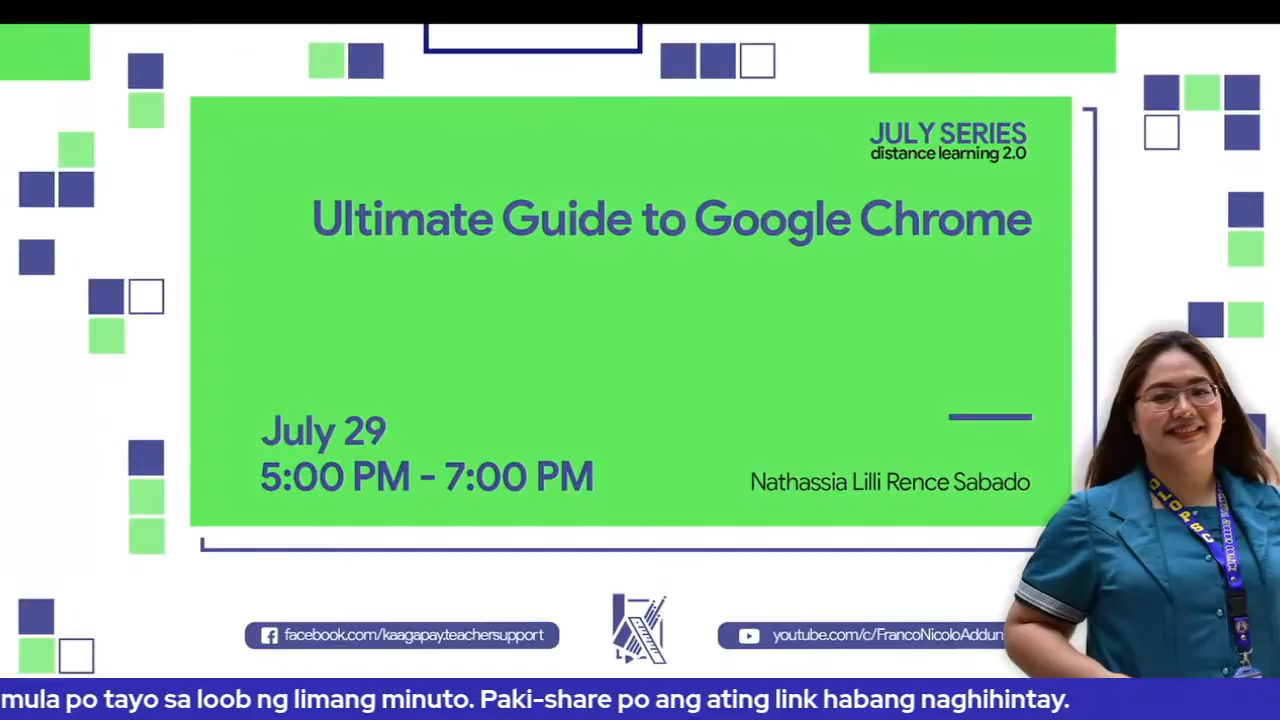 JULY SERIES
distance learning 2.0
Ultimate Guide to Google Chrome
July 29
5:00 PM - 7:00 PM
Nathassia Lilli Rence Sabado
facebook.com/kaagapay.teachersupport
youtube.com/c/FrancoNicoloAddun
mula po tayo sa loob ng limang minuto. Paki-share po ang ating link habang naghihintay.